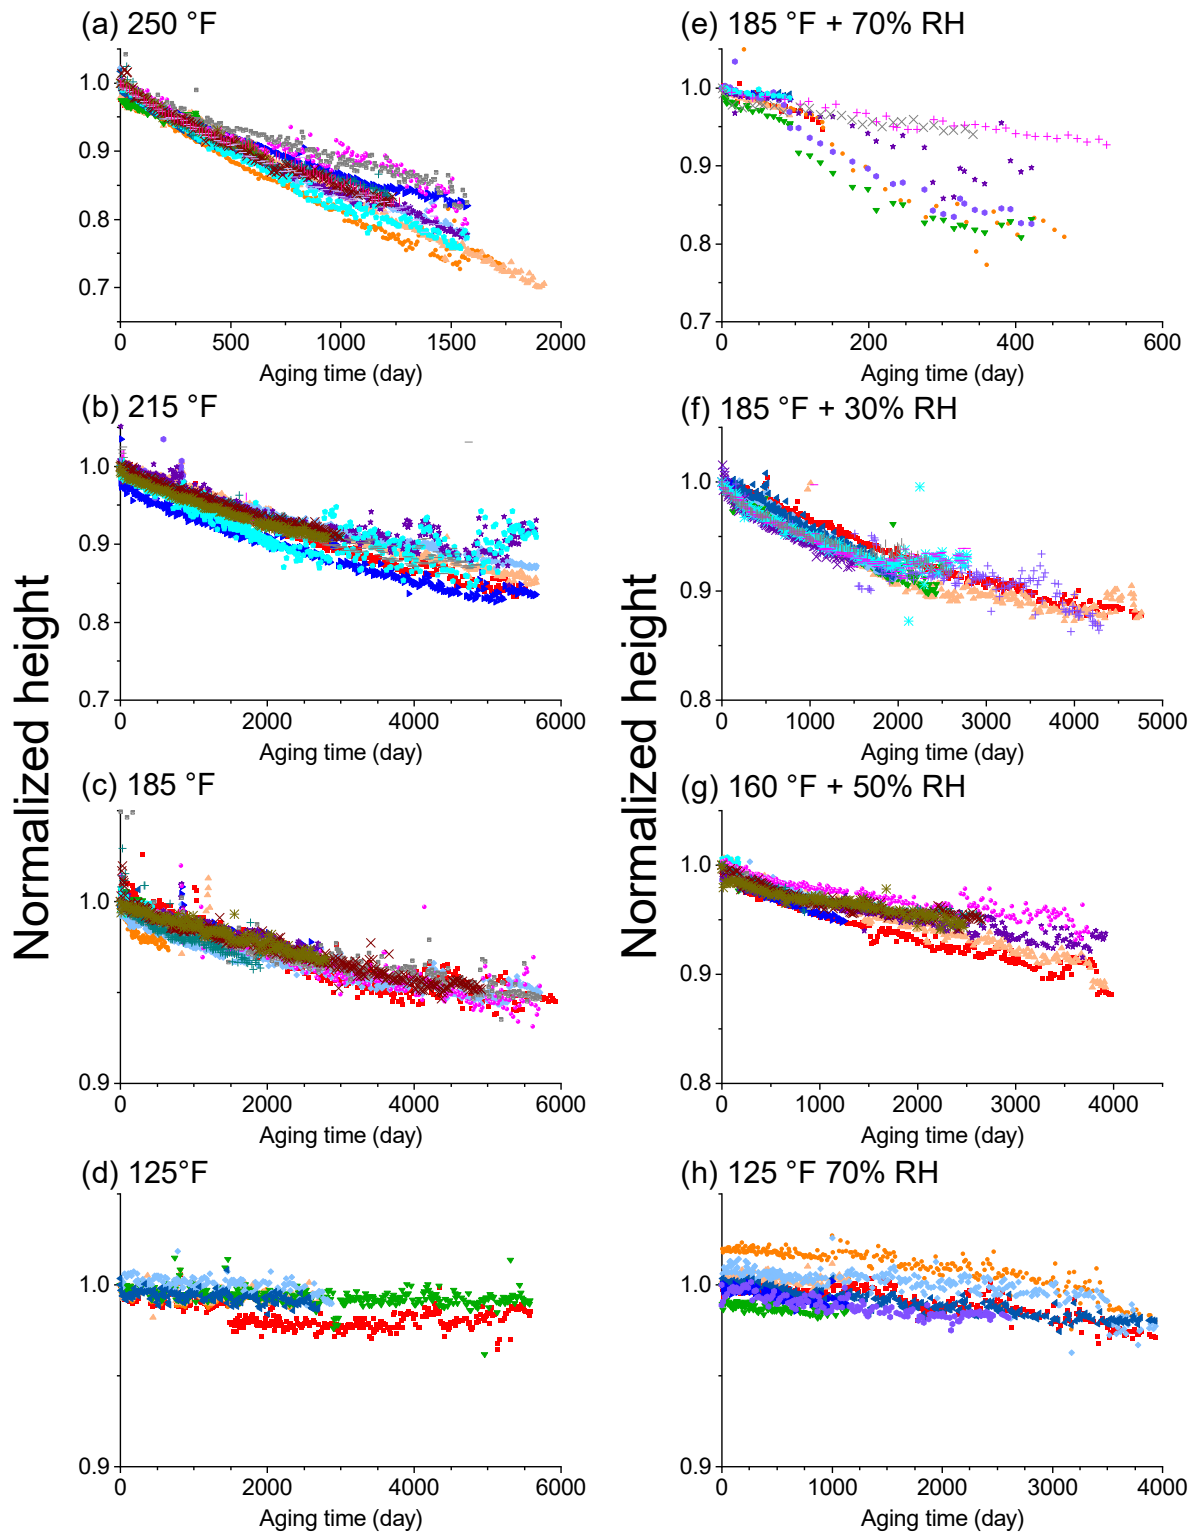 (a) 250 °F
1.0
0.9
0.8
0.7
0 500 1000 1500 2000
Aging time (day)
(b) 215 °F
1.0
0.9
0.8
0.7
0 2000 4000 6000
Aging time (day)
(c) 185 °F
1.0
0.9
0 2000 4000 6000
Aging time (day)
(d) 125°F
1.0
0.9
0 2000 4000 6000
Aging time (day)
Normalized height
(e) 185 °F + 70% RH
1.0
0.9
0.8
0.7
0 200 400 600
Aging time (day)
(f) 185 °F + 30% RH
1.0
0.9
0.8
0 1000 2000 3000 4000 5000
Aging time (day)
(g) 160 °F + 50% RH
1.0
0.9
0.8
0 1000 2000 3000 4000
Aging time (day)
(h) 125 °F 70% RH
1.0
0.9
0 1000 2000 3000 4000
Aging time (day)
Normalized height